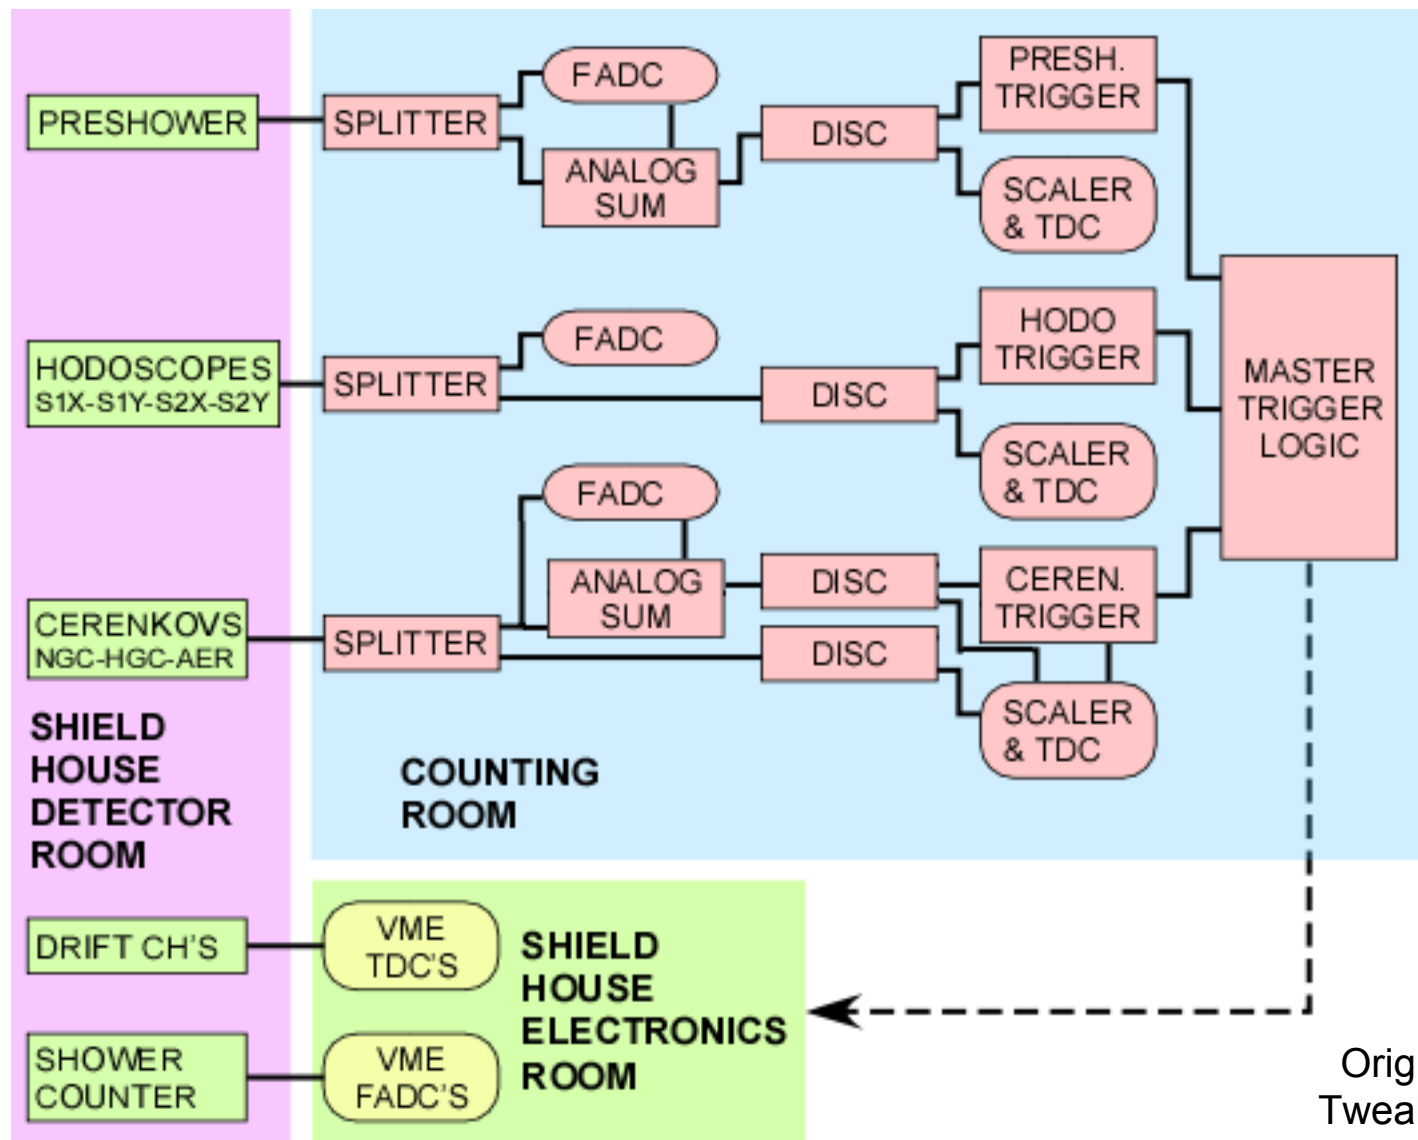 PRESHOWER
SPLITTER
FADC
ANALOG
SUM
DISC
PRESH.
TRIGGER
SCALER
& TDC
HODOSCOPES
S1X-S1Y-S2X-S2Y
SPLITTER
FADC
DISC
HODO
TRIGGER
SCALER
& TDC
MASTER
TRIGGER
LOGIC
CERENKOVS
NGC-HGC-AER
SPLITTER
FADC
ANALOG
SUM
DISC
DISC
CEREN.
TRIGGER
SCALER
& TDC
SHIELD
HOUSE
DETECTOR
ROOM
COUNTING
ROOM
DRIFT CH'S
VME
TDC'S
SHIELD
HOUSE
ELECTRONICS
ROOM
SHOWER
COUNTER
VME
FADC'S
Orig
Twea